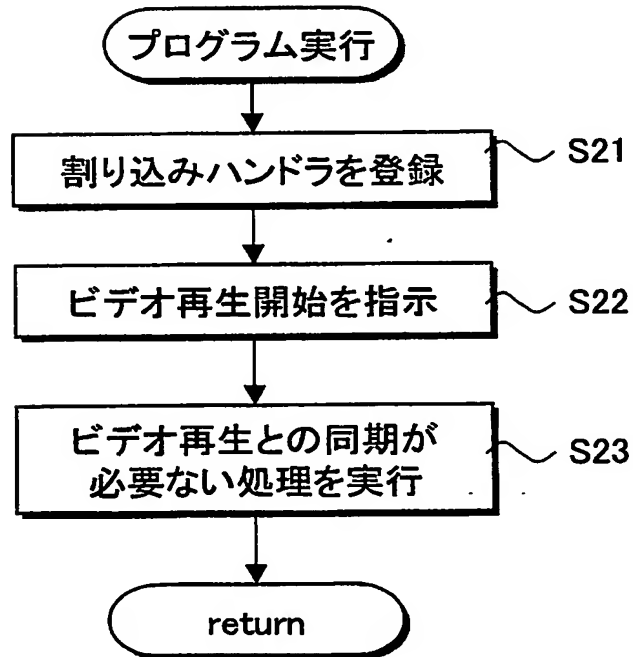 プログラム実行
割り込みハンドラを登録
S21
ビデオ再生開始を指示
S22
ビデオ再生との同期が
必要ない処理を実行
S23
return